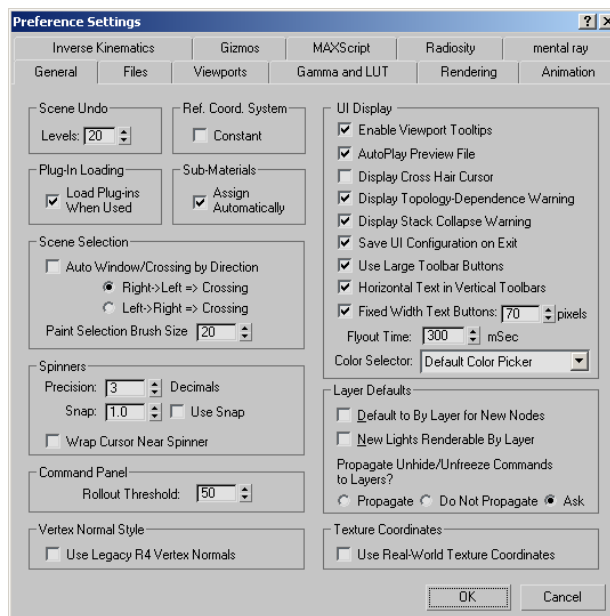 Preference Settings
Inverse Kinematics Gizmos MAXScript Radiosity mental ray
General Files Viewports Gamma and LUT Rendering Animation
Scene Undo
Levels: 20
Ref. Coord. System
Constant
Plug-In Loading
Load Plug-ins
When Used
Sub-Materials
Assign
Automatically
Scene Selection
Auto Window/Crossing by Direction
Right->Left => Crossing
Left->Right => Crossing
Paint Selection Brush Size 20
Spinners
Precision: 3 Decimals
Snap: 1.0 Use Snap
Wrap Cursor Near Spinner
Command Panel
Rollout Threshold: 50
Vertex Normal Style
Use Legacy R4 Vertex Normals
UI Display
Enable Viewport Tooltips
AutoPlay Preview File
Display Cross Hair Cursor
Display Topology-Dependence Warning
Display Stack Collapse Warning
Save UI Configuration on Exit
Use Large Toolbar Buttons
Horizontal Text in Vertical Toolbars
Fixed Width Text Buttons: 70 pixels
Flyout Time: 300 mSec
Color Selector: Default Color Picker
Layer Defaults
Default to By Layer for New Nodes
New Lights Renderable By Layer
Propagate Unhide/Unfreeze Commands
to Layers?
Propagate Do Not Propagate Ask
Texture Coordinates
Use Real-World Texture Coordinates
OK Cancel